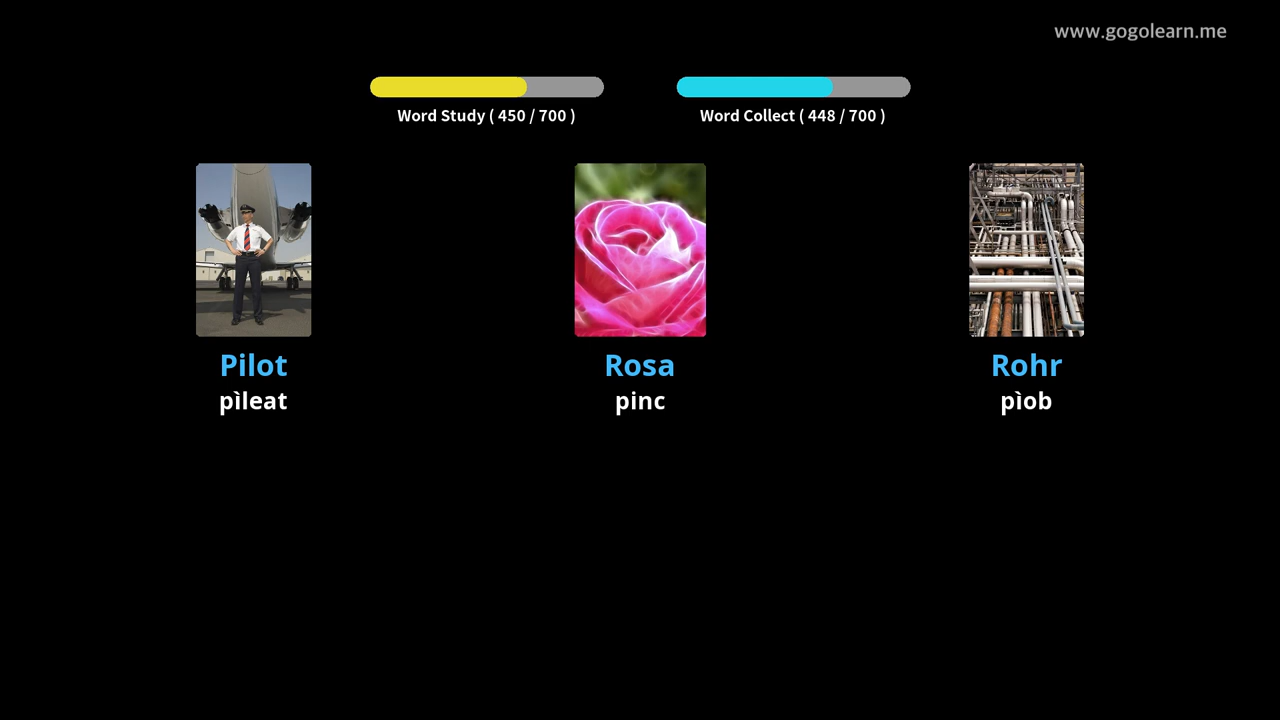 www.gogolearn.me
Word Study ( 450 / 700 )
Word Collect ( 448 / 700 )
Pilot
pìleat
Rosa
pinc
Rohr
pìob